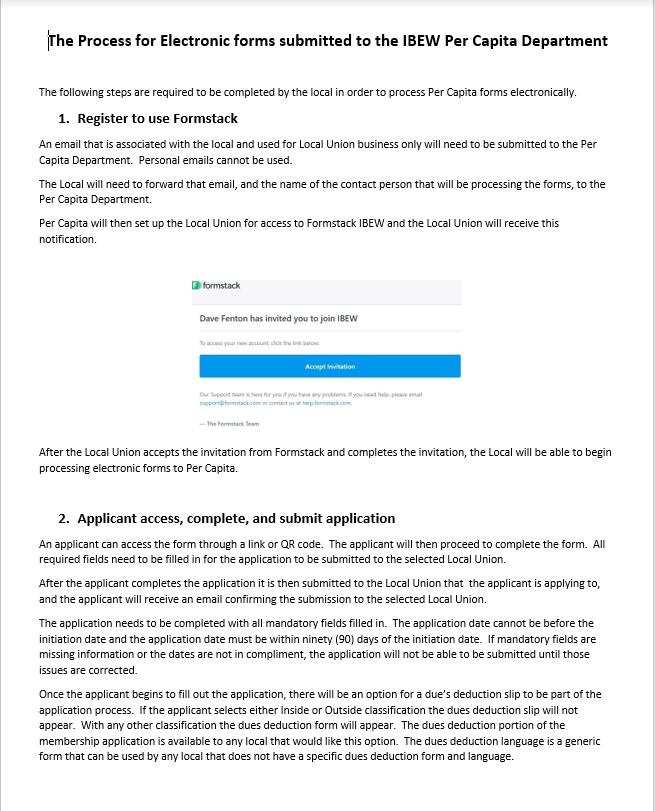 The Process for Electronic forms submitted to the IBEW Per Capita Department
The following steps are required to be completed by the local in order to process Per Capita forms electronically.
1. Register to use Formstack
An email that is associated with the local and used for Local Union business only will need to be submitted to the Per
Capita Department. Personal emails cannot be used.
The Local will need to forward that email, and the name of the contact person that will be processing the forms, to the
Per Capita Department.
Per Capita will then set up the Local Union for access to Formstack IBEW and the Local Union will receive this
notification.
formstack
Dave Fenton has invited you to join IBEW
To access your new account, click the link below:
Accept Invitation
Our Support team is here for you if you have any problems. If you need help, please email
support@formstack.com or contact us at help.formstack.com.
— The Formstack Team
After the Local Union accepts the invitation from Formstack and completes the invitation, the Local will be able to begin
processing electronic forms to Per Capita.
2. Applicant access, complete, and submit application
An applicant can access the form through a link or QR code. The applicant will then proceed to complete the form. All
required fields need to be filled in for the application to be submitted to the selected Local Union.
After the applicant completes the application it is then submitted to the Local Union that the applicant is applying to,
and the applicant will receive an email confirming the submission to the selected Local Union.
The application needs to be completed with all mandatory fields filled in. The application date cannot be before the
initiation date and the application date must be within ninety (90) days of the initiation date. If mandatory fields are
missing information or the dates are not in compliment, the application will not be able to be submitted until those
issues are corrected.
Once the applicant begins to fill out the application, there will be an option for a due's deduction slip to be part of the
application process. If the applicant selects either Inside or Outside classification the dues deduction slip will not
appear. With any other classification the dues deduction form will appear. The dues deduction portion of the
membership application is available to any local that would like this option. The dues deduction language is a generic
form that can be used by any local that does not have a specific dues deduction form and language.